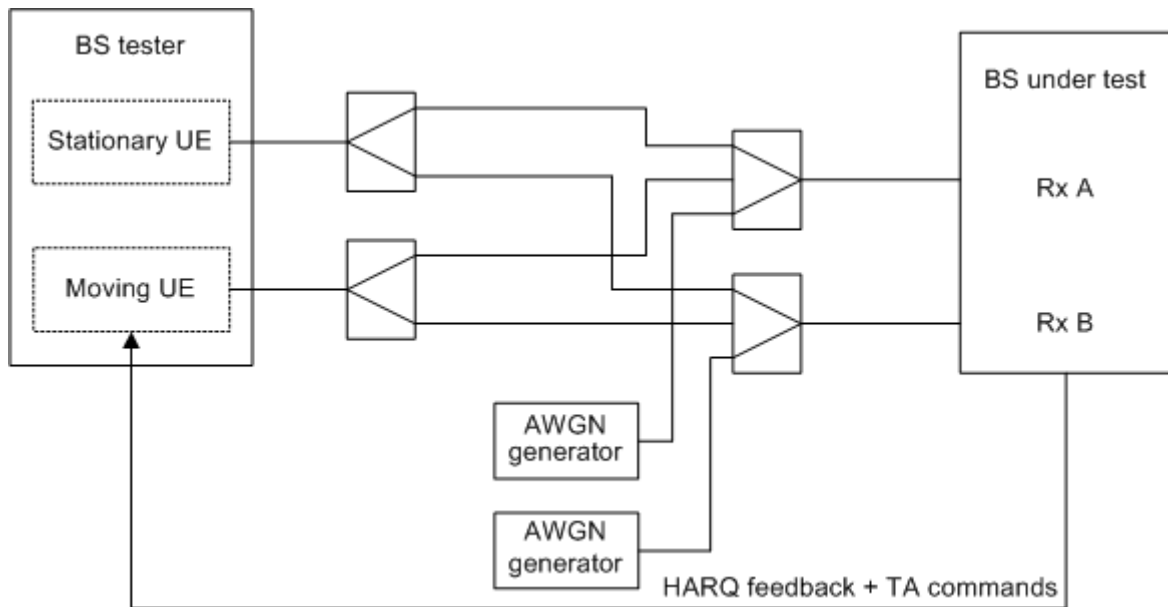 BS tester
Stationary UE
Moving UE
BS under test
Rx A
Rx B
AWGN
generator
AWGN
generator
HARQ feedback + TA commands